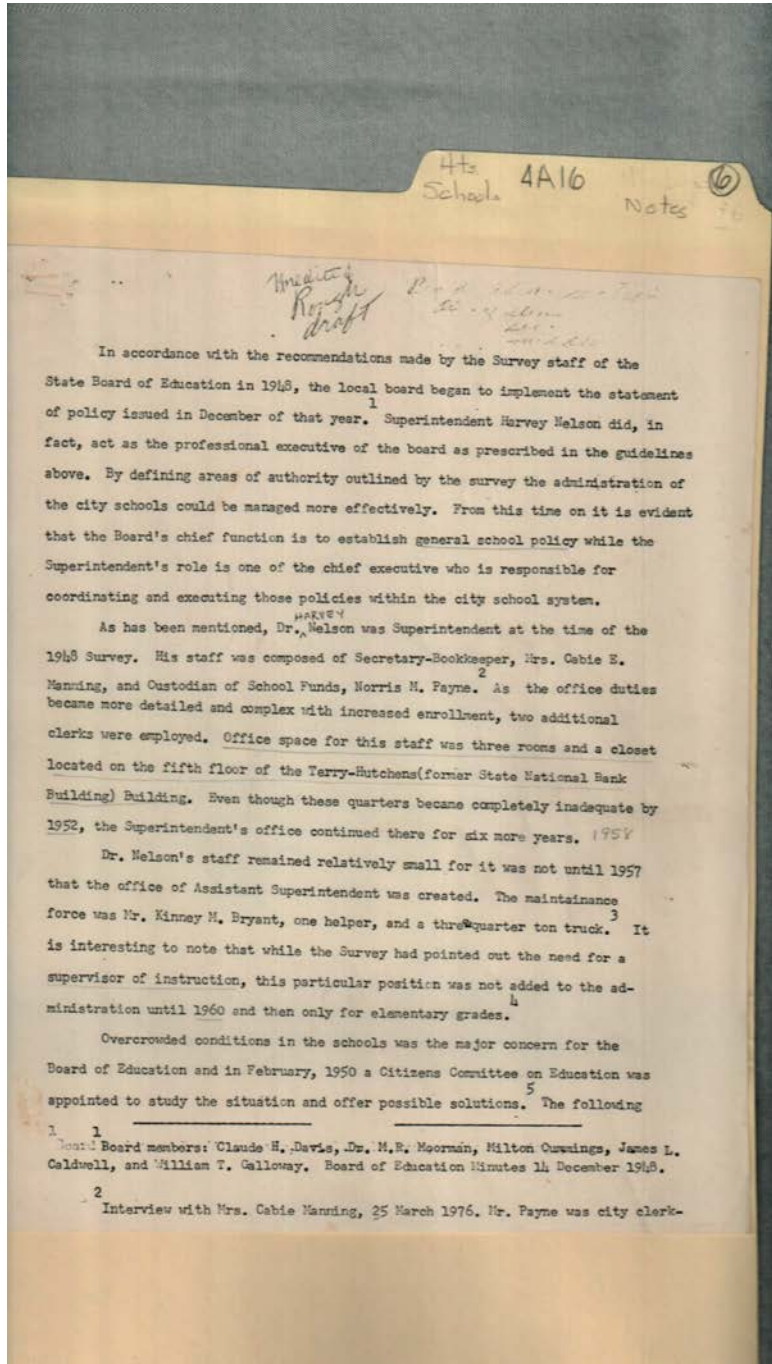 Hts.
Schools
4A16
Notes
6
Unedited
Rough
draft
In accordance with the recommendations made by the Survey staff of the
State Board of Education in 1948, the local board began to implement the statement
of policy issued in December of that year.1 Superintendent Harvey Nelson did, in
fact, act as the professional executive of the board as prescribed in the guidelines
above. By defining areas of authority outlined by the survey the administration of
the city schools could be managed more effectively. From this time on it is evident
that the Board's chief function is to establish general school policy while the
Superintendent's role is one of the chief executive who is responsible for
coordinating and executing those policies within the city school system.
As has been mentioned, Dr. HARVEY Nelson was Superintendent at the time of the
1948 Survey. His staff was composed of Secretary-Bookkeeper, Mrs. Cabie E.
Manning, and Custodian of School Funds, Norris M. Payne.2 As the office duties
became more detailed and complex with increased enrollment, two additional
clerks were employed. Office space for this staff was three rooms and a closet
located on the fifth floor of the Terry-Hutchens(former State National Bank
Building) Building. Even though these quarters became completely inadequate by
1952, the Superintendent's office continued there for six more years. 1958
Dr. Nelson's staff remained relatively small for it was not until 1957
that the office of Assistant Superintendent was created. The maintainance
force was Mr. Kinney M. Bryant, one helper, and a threequarter ton truck.3 It
is interesting to note that while the Survey had pointed out the need for a
supervisor of instruction, this particular position was not added to the ad-
ministration until 1960 and then only for elementary grades.4
Overcrowded conditions in the schools was the major concern for the
Board of Education and in February, 1950 a Citizens Committee on Education was
appointed to study the situation and offer possible solutions.5 The following
1 1
Board Board members: Claude H. Davis, Dr. M.R. Moorman, Milton Cummings, James L.
Caldwell, and William T. Galloway. Board of Education Minutes 14 December 1948.
2
Interview with Mrs. Cabie Manning, 25 March 1976. Mr. Payne was city clerk-